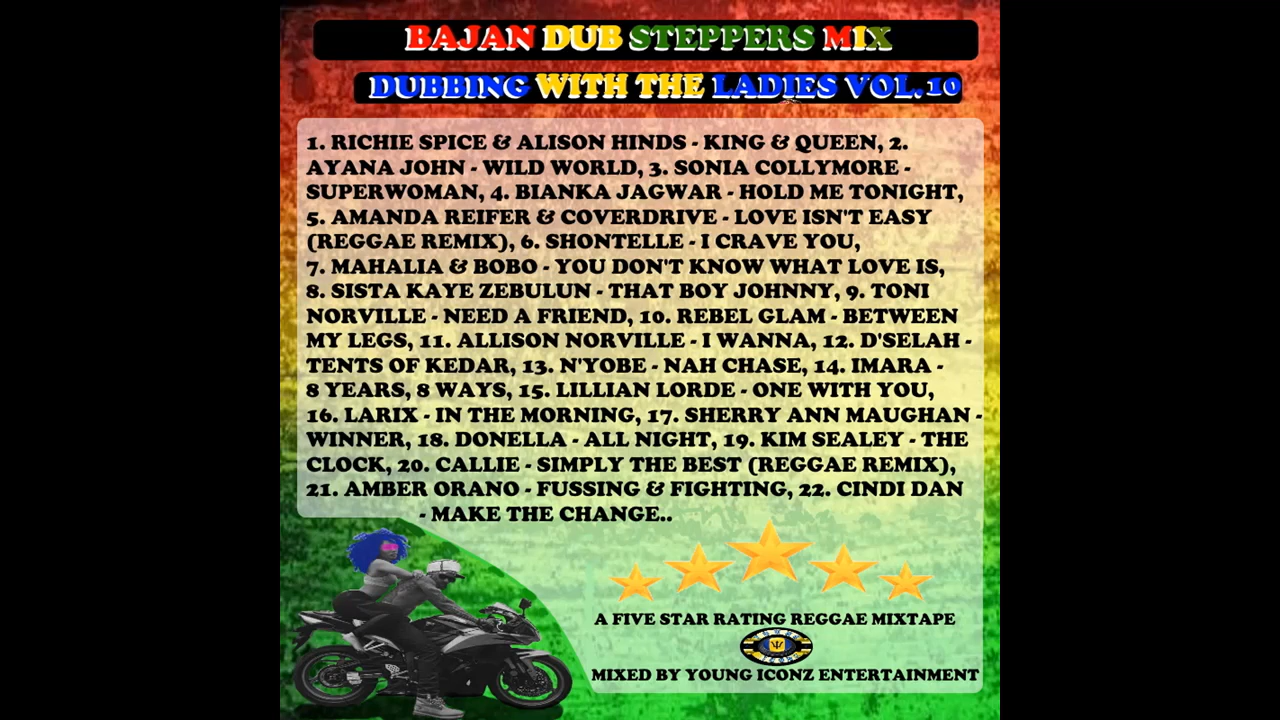 BAJAN DUB STEPPERS MIX
DUBBING WITH THE LADIES VOL.10
1. RICHIE SPICE & ALISON HINDS - KING & QUEEN, 2.
AYANA JOHN - WILD WORLD, 3. SONIA COLLYMORE -
SUPERWOMAN, 4. BIANKA JAGWAR - HOLD ME TONIGHT,
5. AMANDA REIFER & COVERDRIVE - LOVE ISN'T EASY
(REGGAE REMIX), 6. SHONTELLE - I CRAVE YOU,
7. MAHALIA & BOBO - YOU DON'T KNOW WHAT LOVE IS,
8. SISTA KAYE ZEBULUN - THAT BOY JOHNNY, 9. TONI
NORVILLE - NEED A FRIEND, 10. REBEL GLAM - BETWEEN
MY LEGS, 11. ALLISON NORVILLE - I WANNA, 12. D'SELAH -
TENTS OF KEDAR, 13. N'YOBE - NAH CHASE, 14. IMARA -
8 YEARS, 8 WAYS, 15. LILLIAN LORDE - ONE WITH YOU,
16. LARIX - IN THE MORNING, 17. SHERRY ANN MAUGHAN -
WINNER, 18. DONELLA - ALL NIGHT, 19. KIM SEALEY - THE
CLOCK, 20. CALLIE - SIMPLY THE BEST (REGGAE REMIX),
21. AMBER ORANO - FUSSING & FIGHTING, 22. CINDI DAN
- MAKE THE CHANGE..
A FIVE STAR RATING REGGAE MIXTAPE
MIXED BY YOUNG ICONZ ENTERTAINMENT